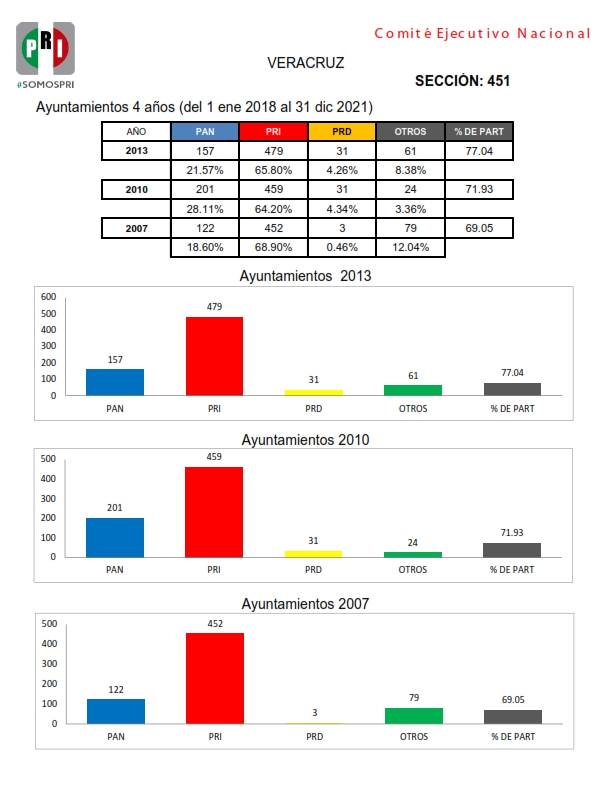 Comité Ejecutivo Nacional
PRI
#SOMOSPRI
VERACRUZ
SECCIÓN: 451
Ayuntamientos 4 años (del 1 ene 2018 al 31 dic 2021)
AÑO PAN PRI PRD OTROS % DE PART
2013 157 479 31 61 77.04
21.57% 65.80% 4.26% 8.38%
2010 201 459 31 24 71.93
28.11% 64.20% 4.34% 3.36%
2007 122 452 3 79 69.05
18.60% 68.90% 0.46% 12.04%
Ayuntamientos 2013
600
500
400
300
200
100
0
157 479 31 61 77.04
PAN PRI PRD OTROS % DE PART
Ayuntamientos 2010
500
400
300
200
100
0
201 459 31 24 71.93
PAN PRI PRD OTROS % DE PART
Ayuntamientos 2007
500
400
300
200
100
0
122 452 3 79 69.05
PAN PRI PRD OTROS % DE PART